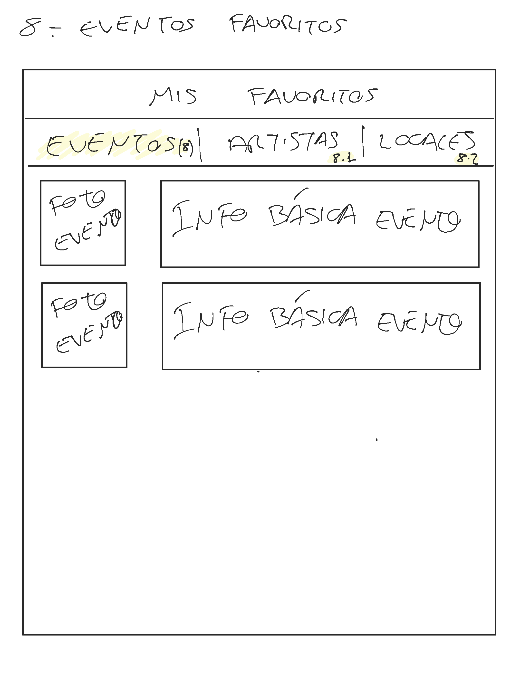 8 - EVENTOS FAVORITOS
MIS FAVORITOS
EVENTOS(8) | ARTISTAS 8.1 | LOCALES 8.2
FOTO EVENTO
INFO BÁSICA EVENTO
FOTO EVENTO
INFO BÁSICA EVENTO